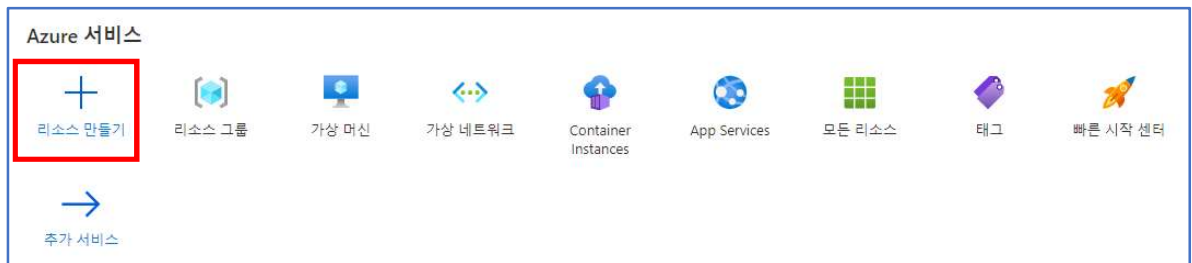 Azure 서비스
리소스 만들기
리소스 그룹
가상 머신
가상 네트워크
Container
Instances
App Services
모든 리소스
태그
빠른 시작 센터
추가 서비스